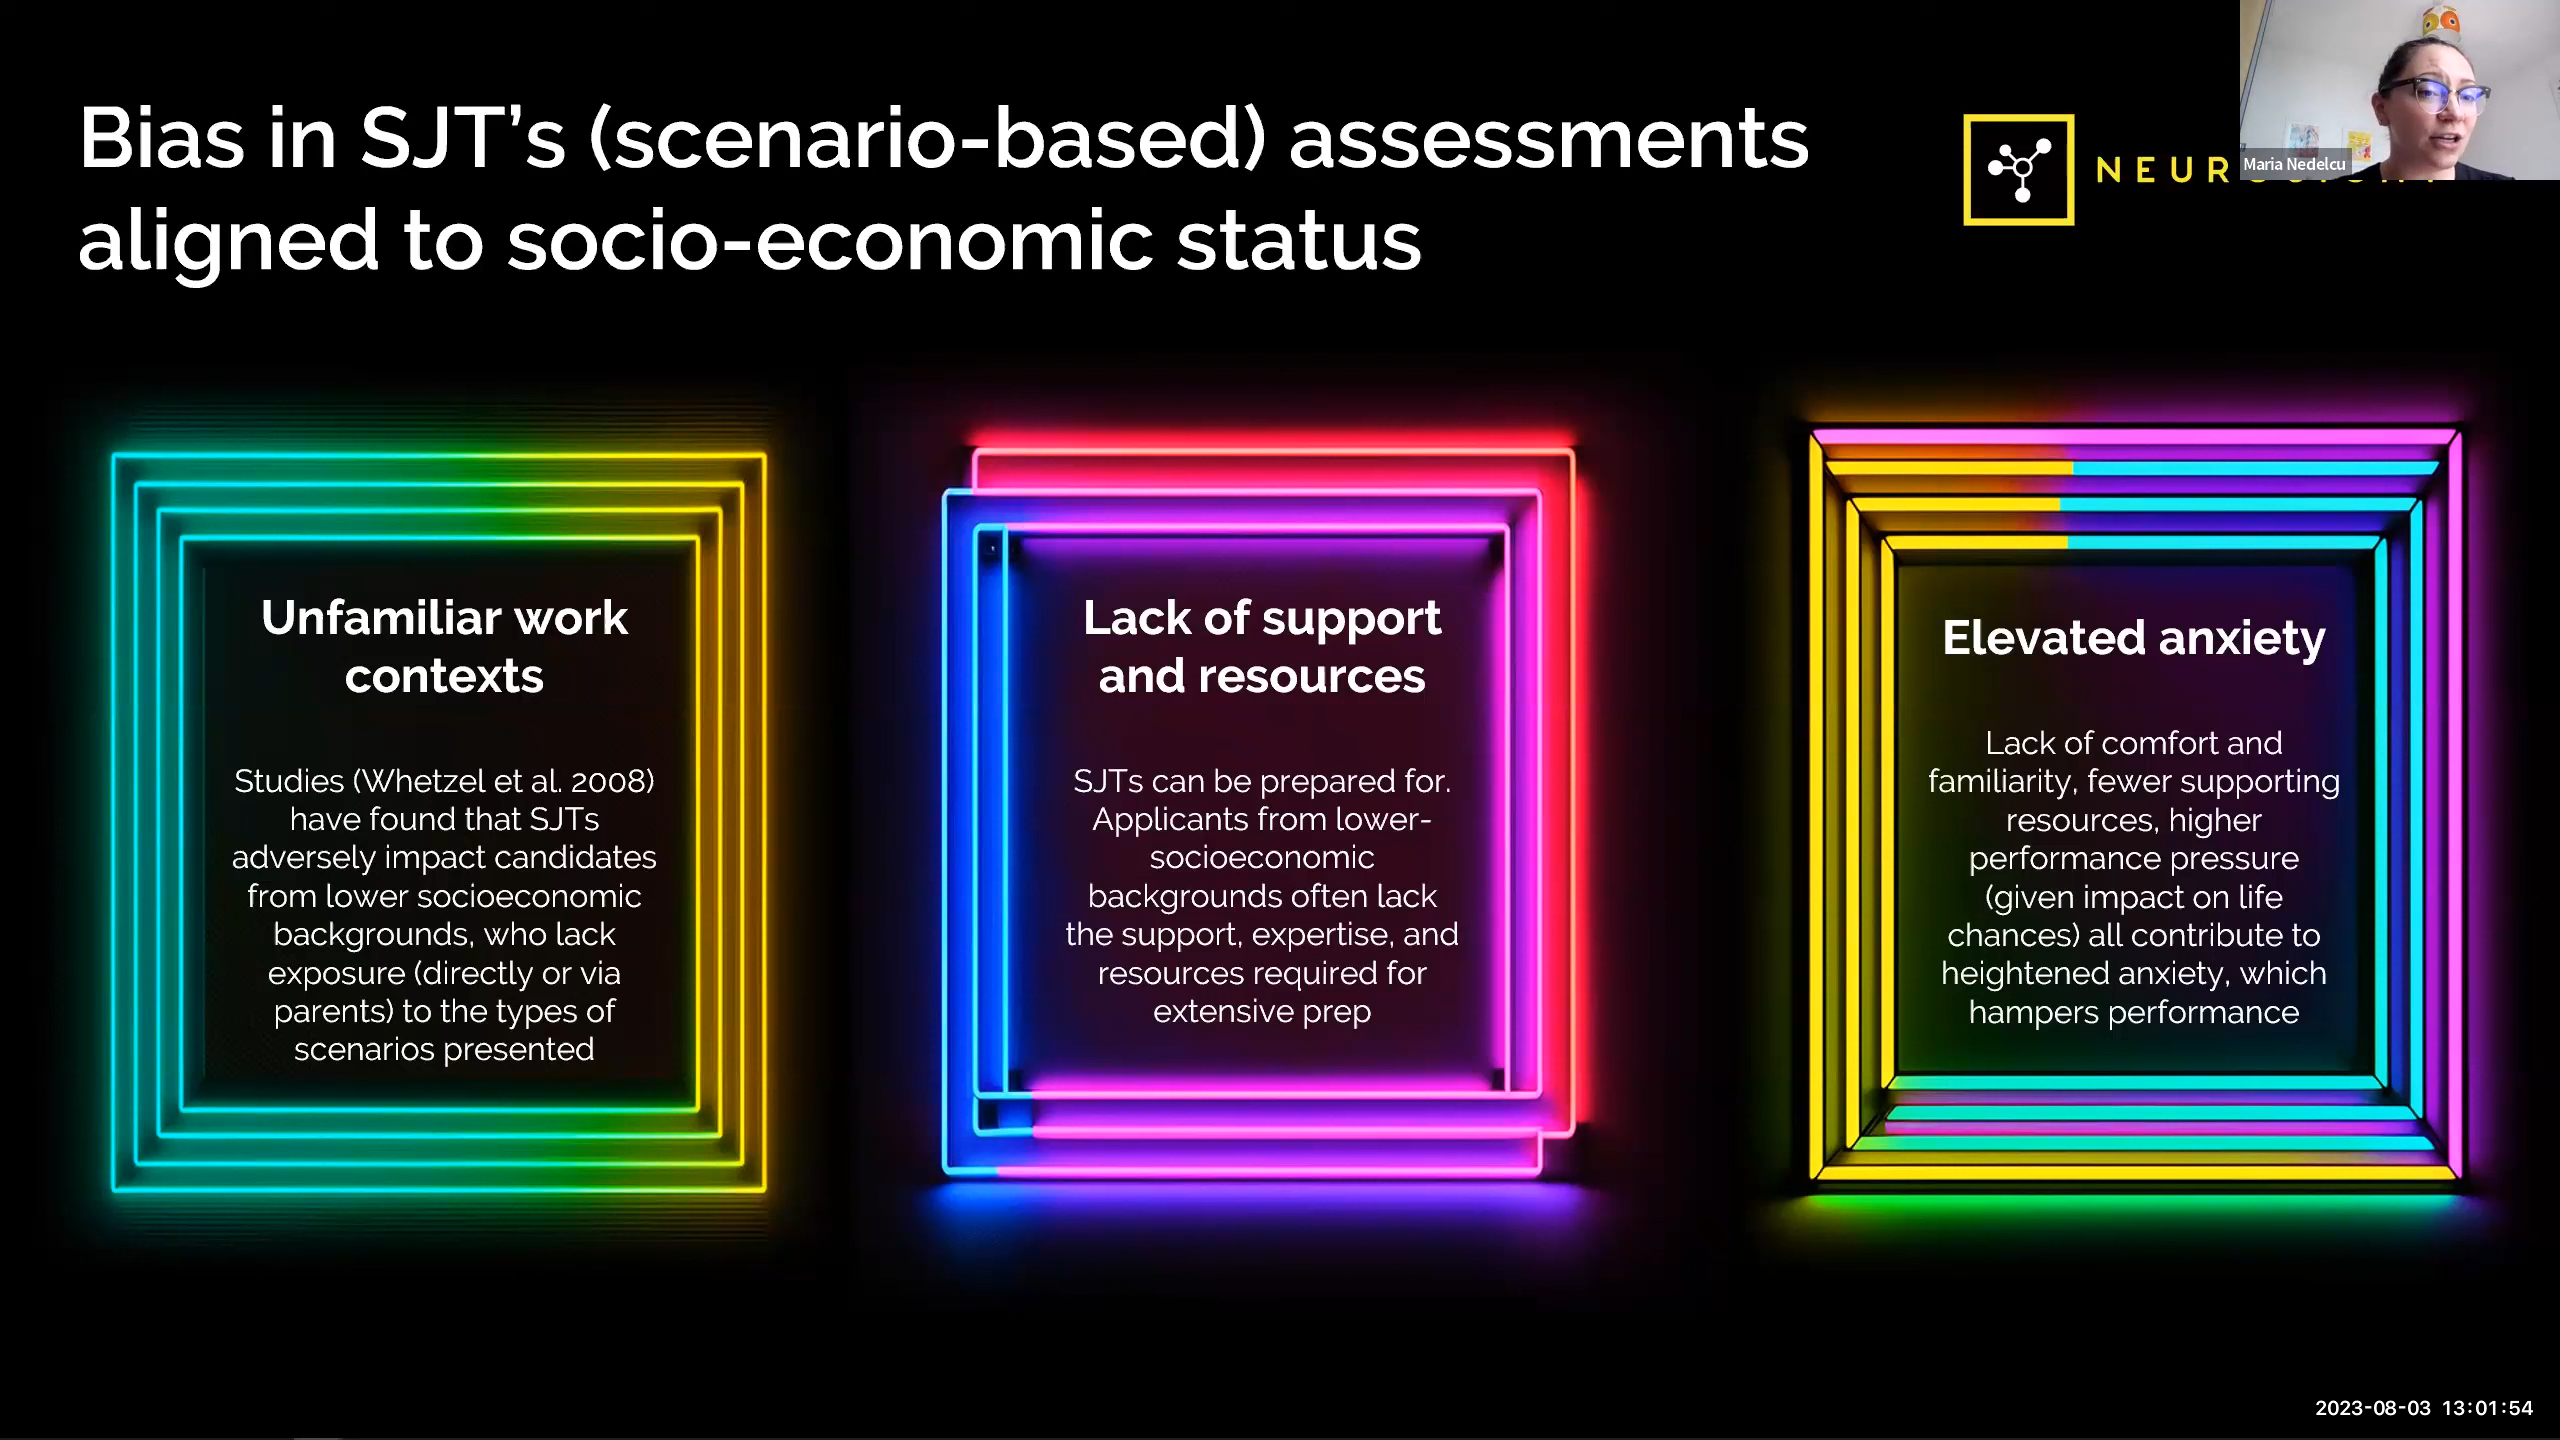 Bias in SJT's (scenario-based) assessments
aligned to socio-economic status
Maria Nedelcu
Unfamiliar work
contexts
Studies (Whetzel et al. 2008)
have found that SJTs
adversely impact candidates
from lower socioeconomic
backgrounds, who lack
exposure (directly or via
parents) to the types of
scenarios presented
Lack of support
and resources
SJTs can be prepared for.
Applicants from lower-
socioeconomic
backgrounds often lack
the support, expertise, and
resources required for
extensive prep
Elevated anxiety
Lack of comfort and
familiarity, fewer supporting
resources, higher
performance pressure
(given impact on life
chances) all contribute to
heightened anxiety, which
hampers performance
2023-08-03 13:01:54